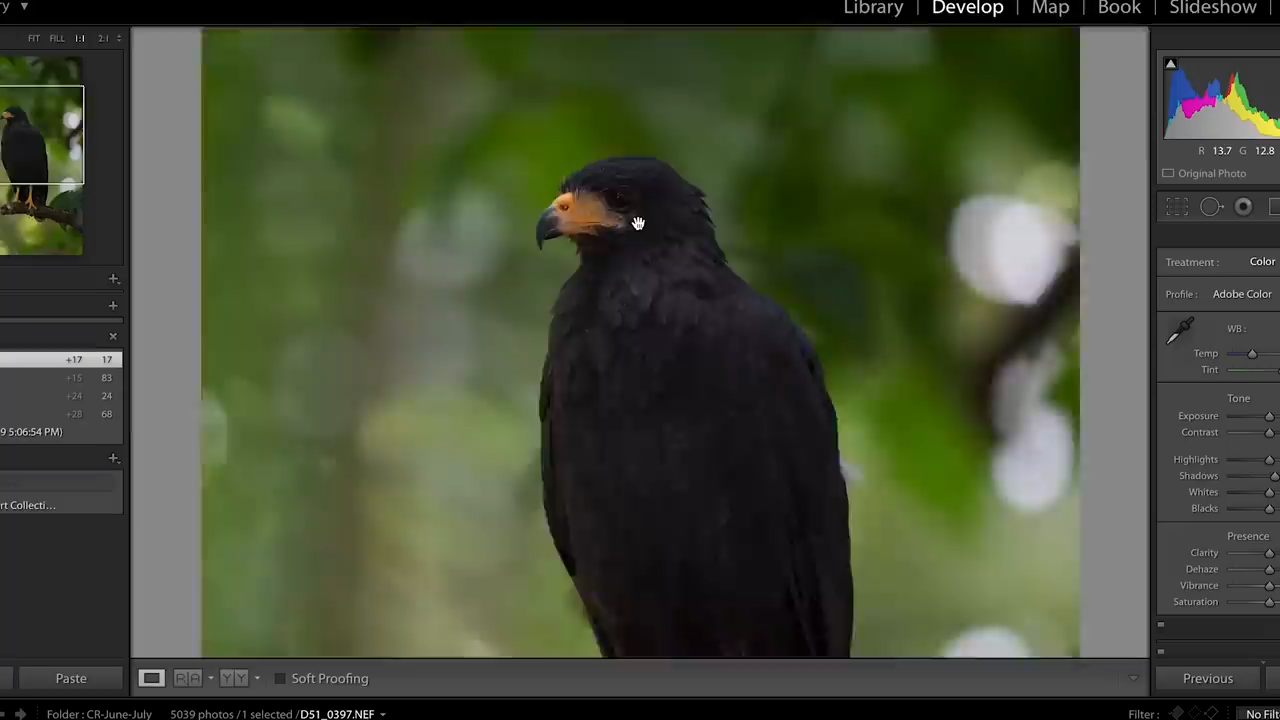 ry
Library | Develop | Map | Book | Slideshow |
FIT FILL 1:1 2:1
R 13.7 G 12.8
Original Photo
Treatment : Color
Profile : Adobe Color
WB :
Temp
Tint
Tone
Exposure
Contrast
Highlights
Shadows
Whites
Blacks
Presence
Clarity
Dehaze
Vibrance
Saturation
+17 17
+15 83
+24 24
+28 68
9 5:06:54 PM)
rt Collecti...
Paste
R A Y Y Soft Proofing
Previous
Folder : CR-June-July 5039 photos / 1 selected / D51_0397.NEF
Filter : No Filt